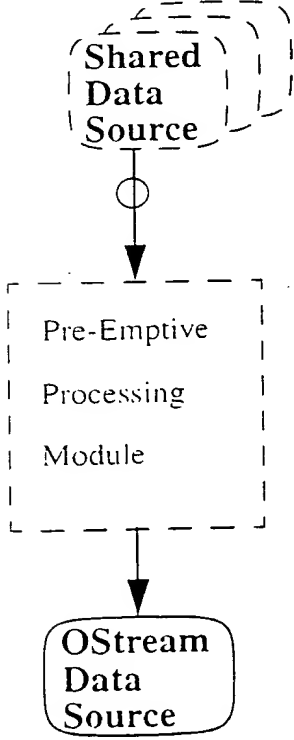 Shared
Data
Source
Pre-Emptive
Processing
Module
OStream
Data
Source